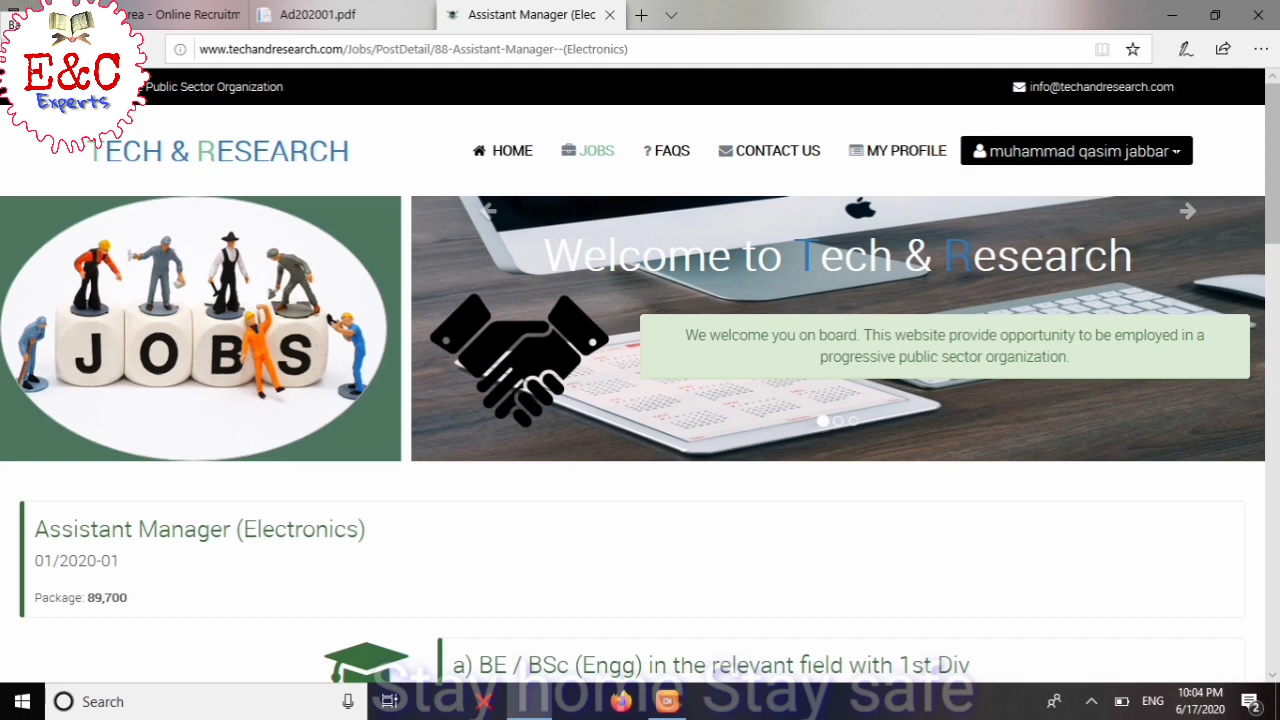 rea - Online Recruitm
Ad202001.pdf
Assistant Manager (Elec
www.techandresearch.com/Jobs/PostDetail/88-Assistant-Manager--(Electronics)
E&C
Experts
Public Sector Organization
info@techandresearch.com
TECH & RESEARCH
HOME
JOBS
? FAQS
CONTACT US
MY PROFILE
muhammad qasim jabbar
Welcome to Tech & Research
JOBS
We welcome you on board. This website provide opportunity to be employed in a
progressive public sector organization.
Assistant Manager (Electronics)
01/2020-01
Package: 89,700
a) BE / BSc (Engg) in the relevant field with 1st Div
Stay home Stay safe
Search
ENG
10:04 PM
6/17/2020
2